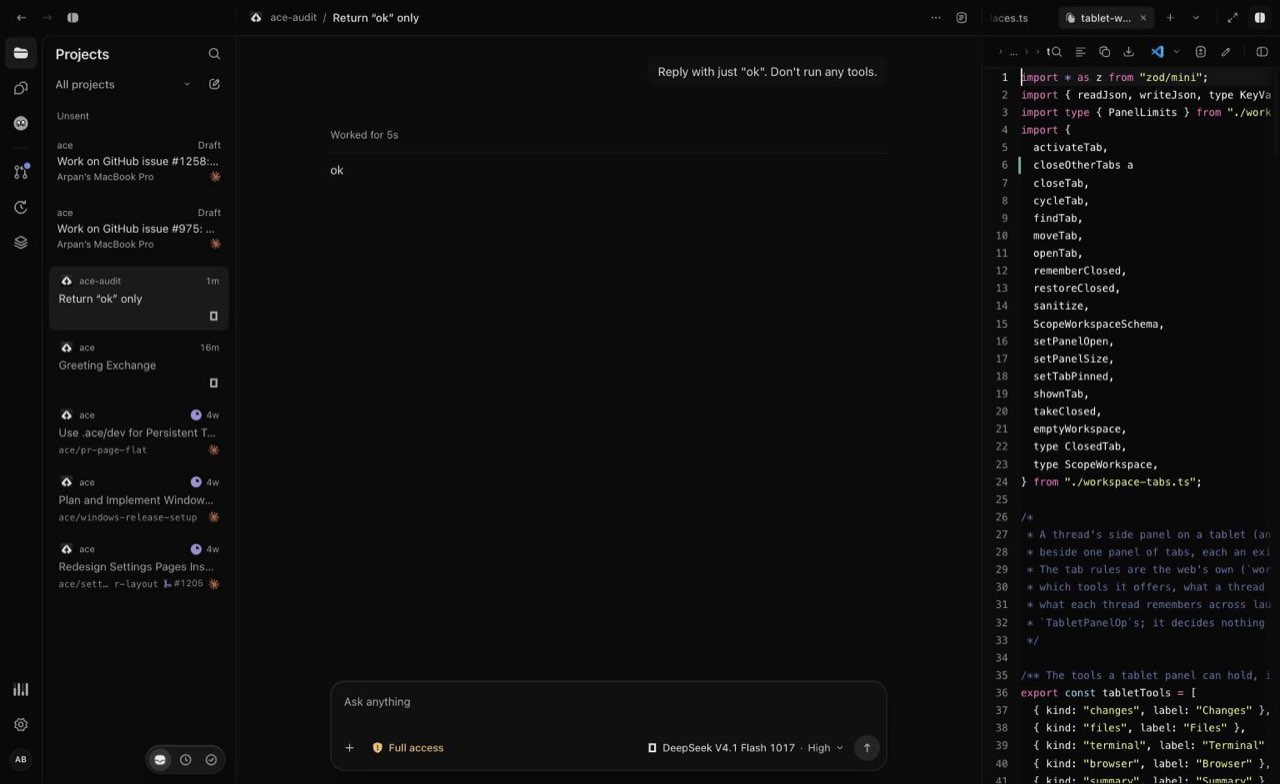 ace-audit / Return “ok” only
aces.ts
tablet-w...
Projects
All projects
Unsent
ace Draft
Work on GitHub issue #1258:...
Arpan's MacBook Pro
ace Draft
Work on GitHub issue #975: ...
Arpan's MacBook Pro
ace-audit 1m
Return “ok” only
ace 16m
Greeting Exchange
ace 4w
Use .ace/dev for Persistent T...
ace/pr-page-flat
ace 4w
Plan and Implement Window...
ace/windows-release-setup
ace 4w
Redesign Settings Pages Ins...
ace/sett… r-layout #1205
AB
Reply with just "ok". Don't run any tools.
Worked for 5s
ok
Ask anything
Full access
DeepSeek V4.1 Flash 1017 · High
› ... › › t
1 import * as z from "zod/mini";
2 import { readJson, writeJson, type KeyVa
3 import type { PanelLimits } from "./work
4 import {
5 activateTab,
6 closeOtherTabs a
7 closeTab,
8 cycleTab,
9 findTab,
10 moveTab,
11 openTab,
12 rememberClosed,
13 restoreClosed,
14 sanitize,
15 ScopeWorkspaceSchema,
16 setPanelOpen,
17 setPanelSize,
18 setTabPinned,
19 shownTab,
20 takeClosed,
21 emptyWorkspace,
22 type ClosedTab,
23 type ScopeWorkspace,
24 } from "./workspace-tabs.ts";
25
26 /*
27 * A thread's side panel on a tablet (an
28 * beside one panel of tabs, each an exi
29 * The tab rules are the web's own (`wor
30 * which tools it offers, what a thread
31 * what each thread remembers across lau
32 * `TabletPanelOp`s; it decides nothing
33 */
34
35 /** The tools a tablet panel can hold, i
36 export const tabletTools = [
37 { kind: "changes", label: "Changes" },
38 { kind: "files", label: "Files" },
39 { kind: "terminal", label: "Terminal"
40 { kind: "browser", label: "Browser" },
41 { kind: "summary", label: "Summary" }